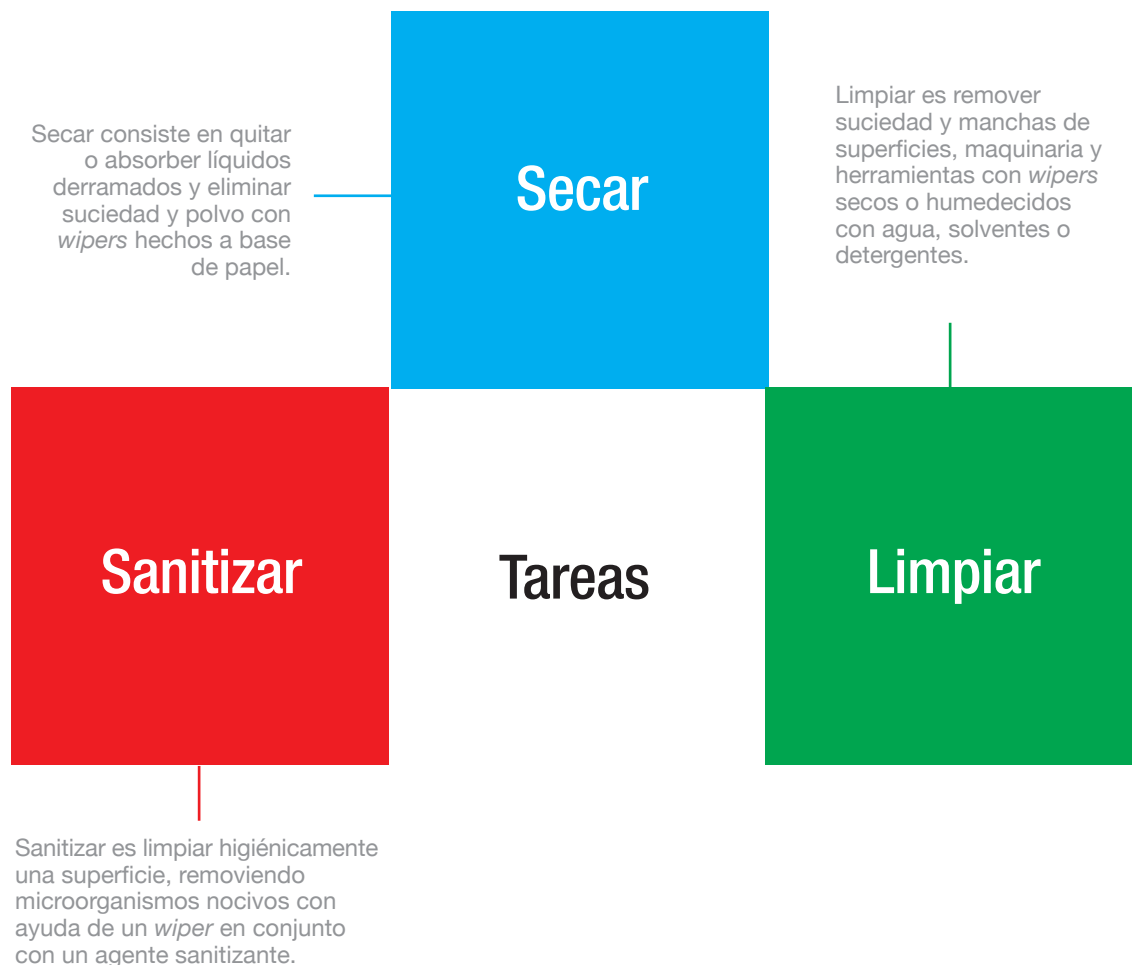 Secar consiste en quitar
o absorber líquidos
derramados y eliminar
suciedad y polvo con
wipers hechos a base
de papel.
Secar
Limpiar es remover
suciedad y manchas de
superficies, maquinaria y
herramientas con wipers
secos o humedecidos
con agua, solventes o
detergentes.
Sanitizar
Tareas
Limpiar
Sanitizar es limpiar higiénicamente
una superficie, removiendo
microorganismos nocivos con
ayuda de un wiper en conjunto
con un agente sanitizante.